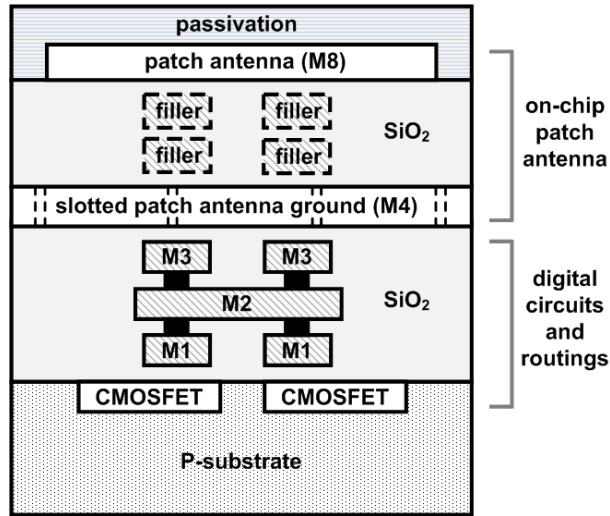 passivation
patch antenna (M8)
filler filler
filler filler
SiO₂
on-chip
patch
antenna
slotted patch antenna ground (M4)
M3 M3
M2
SiO₂
M1 M1
digital
circuits
and
routings
CMOSFET CMOSFET
P-substrate